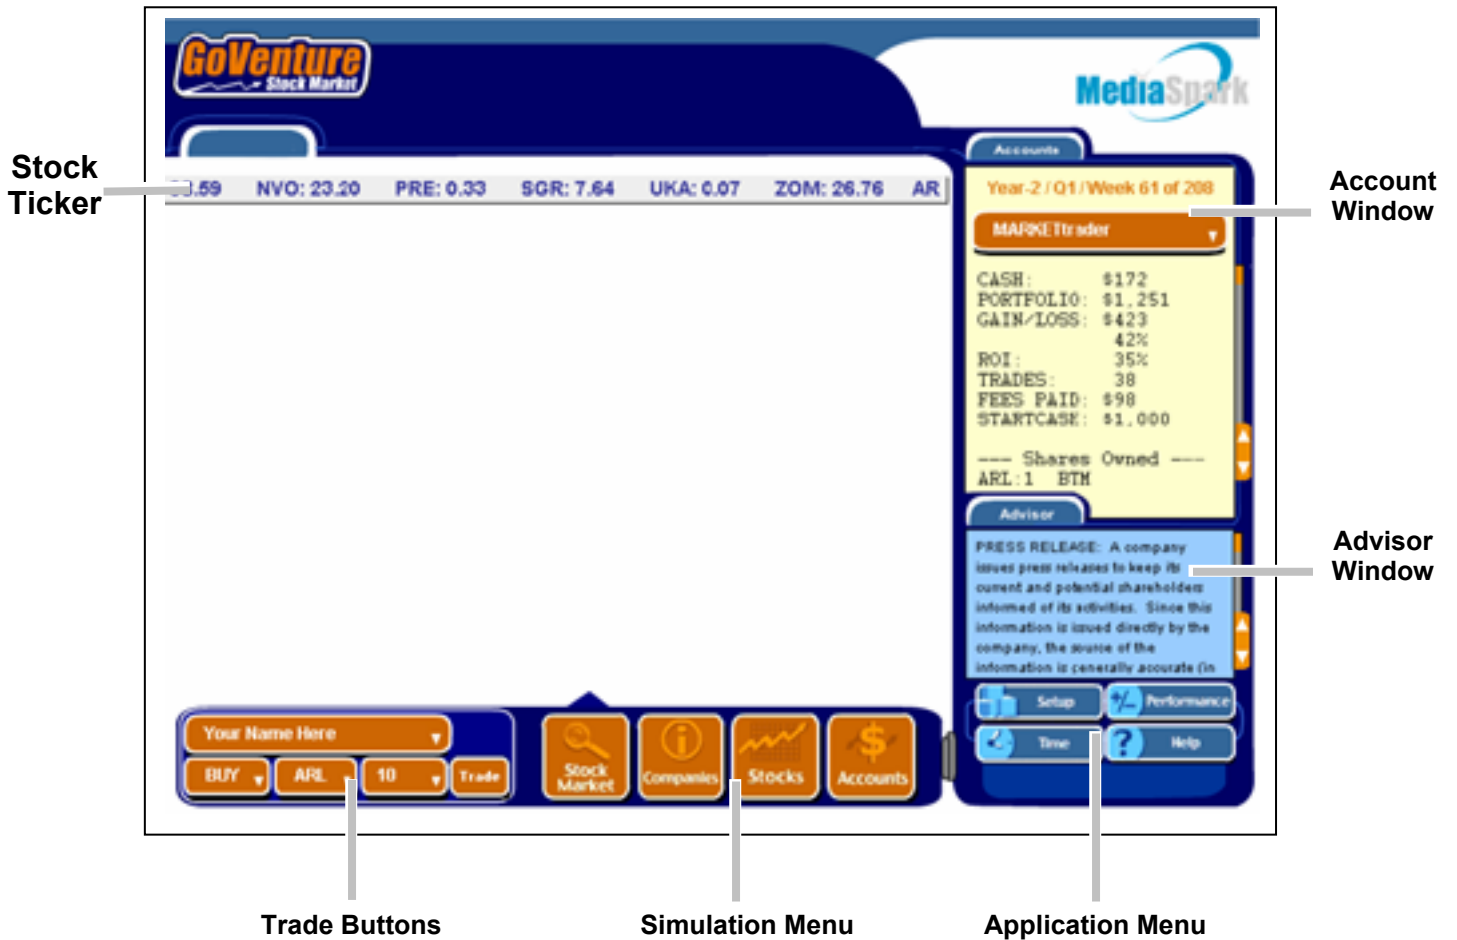 GoVenture
Stock Market
MediaSpark
Stock
Ticker
.59 NVO: 23.20 PRE: 0.33 SGR: 7.64 UKA: 0.07 ZOM: 26.76 AR
Accounts
Year-2 / Q1 / Week 61 of 208
MARKETtrader
Account
Window
CASH: $172
PORTFOLIO: $1,251
GAIN/LOSS: $423
42%
ROI: 35%
TRADES: 38
FEES PAID: $98
STARTCASE: $1,000
--- Shares Owned ---
ARL:1 BTM
Advisor
PRESS RELEASE: A company
issues press releases to keep its
current and potential shareholders
informed of its activities. Since this
information is issued directly by the
company, the source of the
information is generally accurate (in
Advisor
Window
Setup
Performance
Time
Help
Your Name Here
BUY ARL 10 Trade
Stock
Market
Companies
Stocks
Accounts
Trade Buttons
Simulation Menu
Application Menu